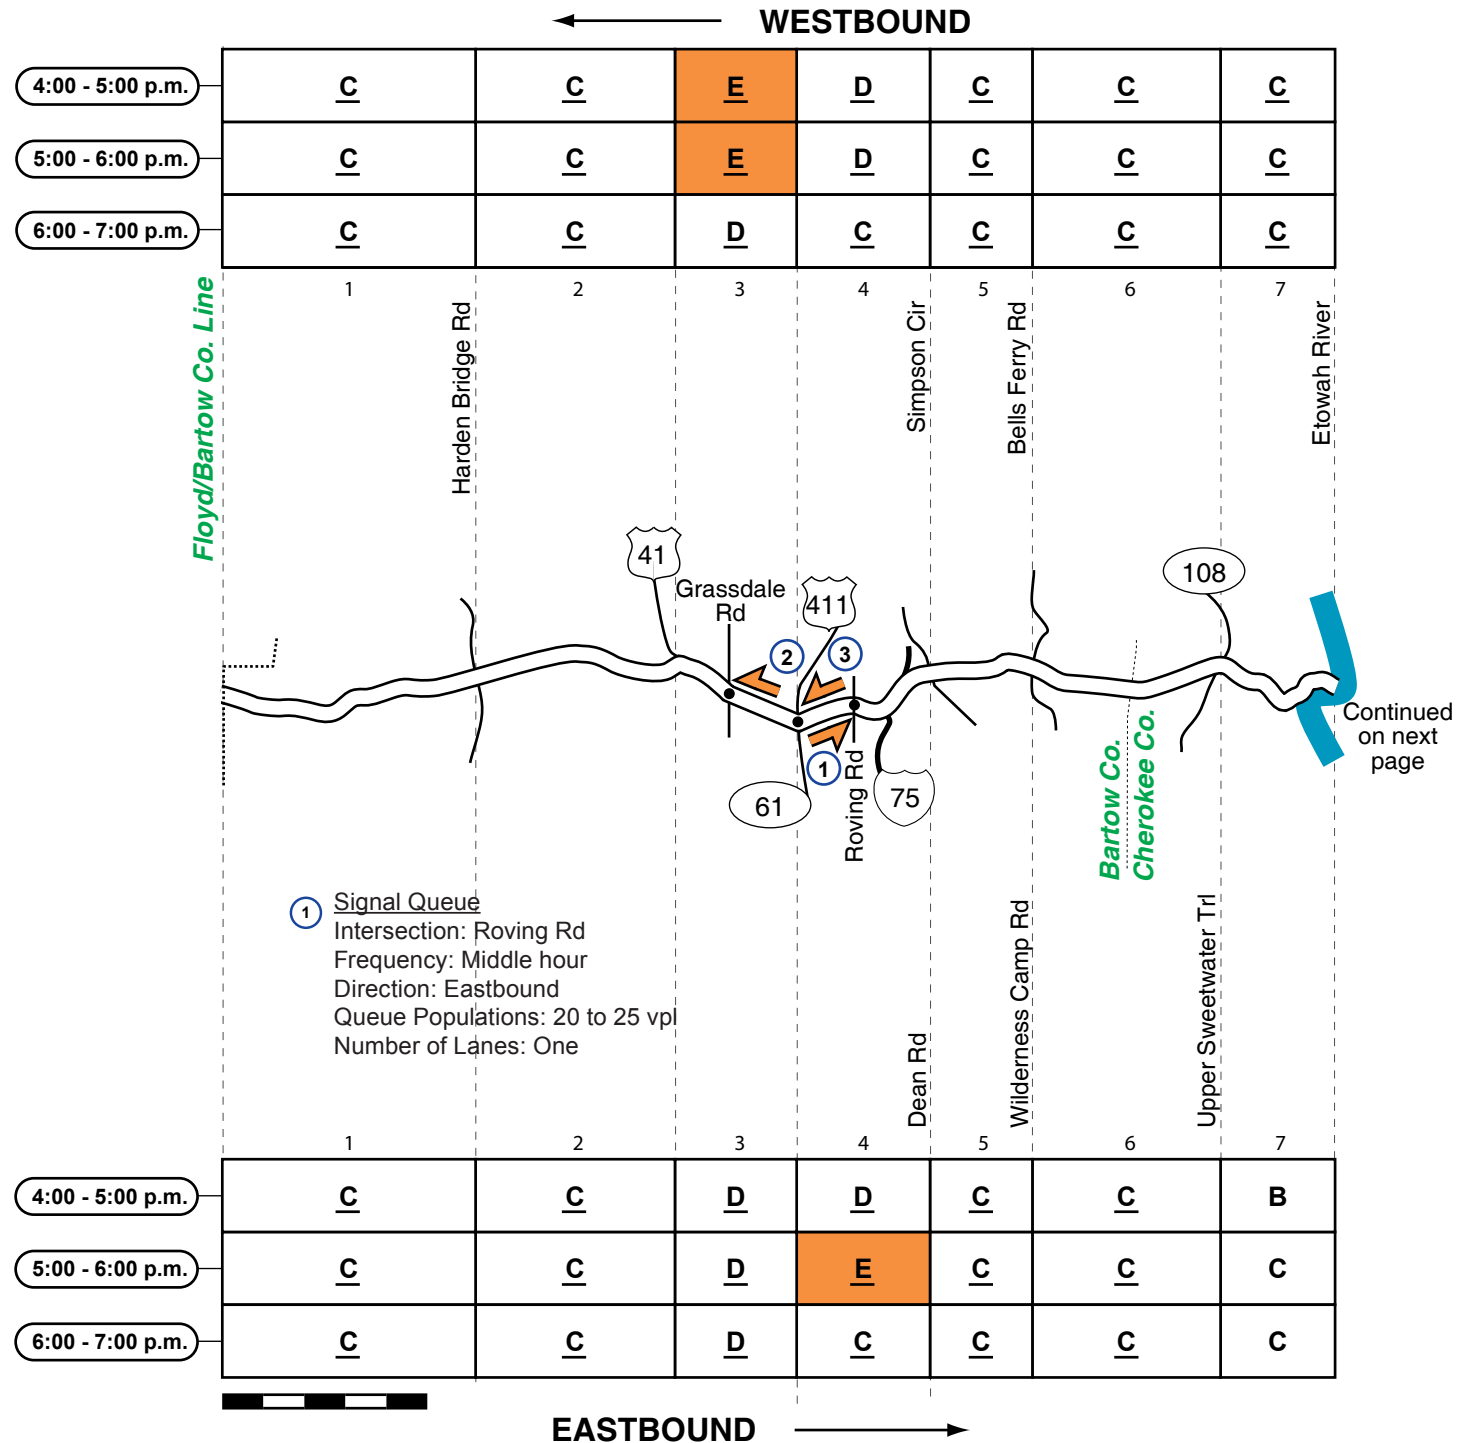 WESTBOUND
4:00 - 5:00 p.m. C C E D C C C
5:00 - 6:00 p.m. C C E D C C C
6:00 - 7:00 p.m. C C D C C C C
1 2 3 4 5 6 7
Floyd/Bartow Co. Line
Harden Bridge Rd
Simpson Cir
Bells Ferry Rd
Etowah River
41
Grassdale
Rd
411
108
2
3
1
61
Roving Rd
75
Bartow Co.
Cherokee Co.
Continued
on next
page
1 Signal Queue
Intersection: Roving Rd
Frequency: Middle hour
Direction: Eastbound
Queue Populations: 20 to 25 vpl
Number of Lanes: One
Dean Rd
Wilderness Camp Rd
Upper Sweetwater Trl
1 2 3 4 5 6 7
4:00 - 5:00 p.m. C C D D C C B
5:00 - 6:00 p.m. C C D E C C C
6:00 - 7:00 p.m. C C D C C C C
EASTBOUND